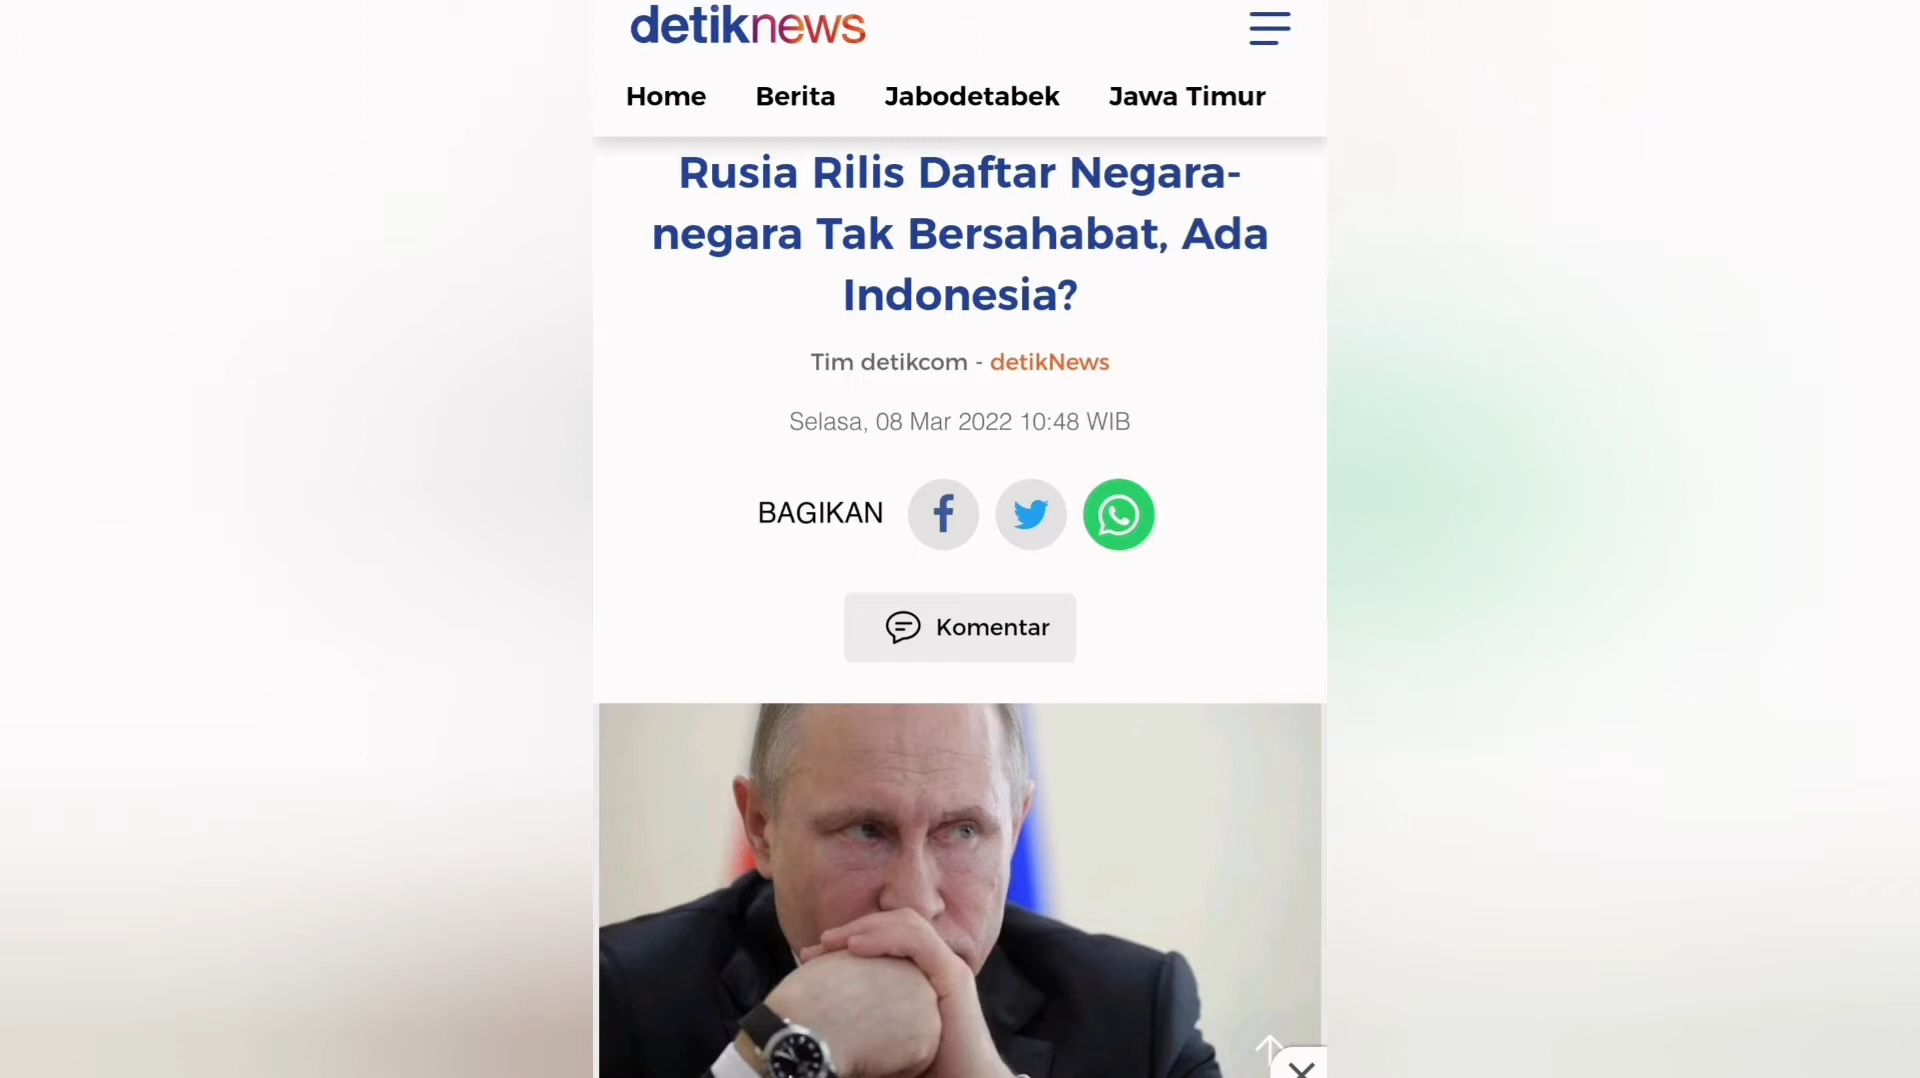 detiknews
Home Berita Jabodetabek Jawa Timur
Rusia Rilis Daftar Negara-
negara Tak Bersahabat, Ada
Indonesia?
Tim detikcom - detikNews
Selasa, 08 Mar 2022 10:48 WIB
BAGIKAN
Komentar